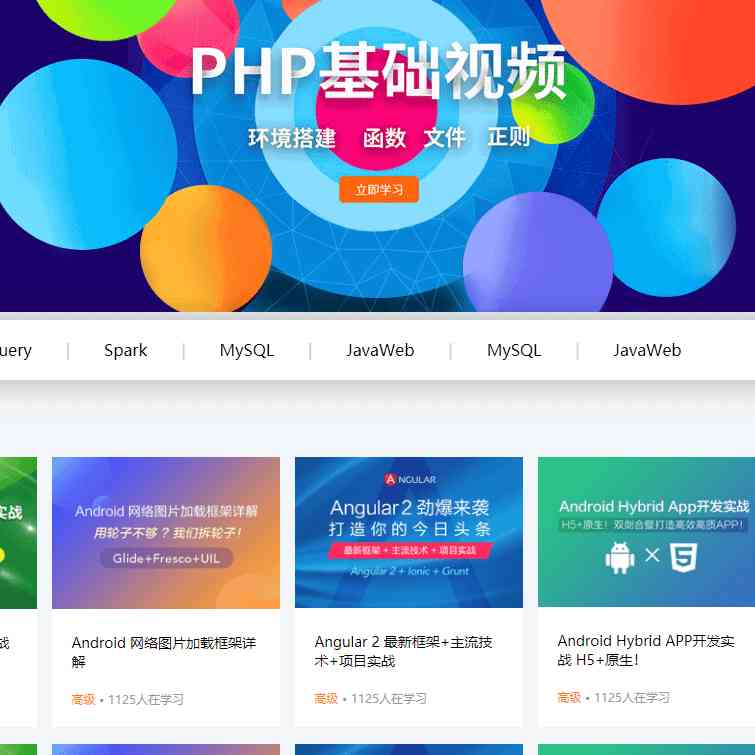 PHP基础视频
环境搭建 函数 文件 正则
立即学习
uery | Spark | MySQL | JavaWeb | MySQL | JavaWeb
实战
Android 网络图片加载框架详解
用轮子不够？我们拆轮子！
Glide+Fresco+UIL
ANGULAR
Angular2 劲爆来袭
打造你的今日头条
最新框架 + 主流技术 + 项目实战
Angular 2 + Ionic + Grunt
Android Hybrid App开发实战
H5+原生！双剑合璧打造高效高质APP！
战
Android 网络图片加载框架详
解
高级 • 1125人在学习
Angular 2 最新框架+主流技
术+项目实战
高级 • 1125人在学习
Android Hybrid APP开发实
战 H5+原生！
高级 • 1125人在学习